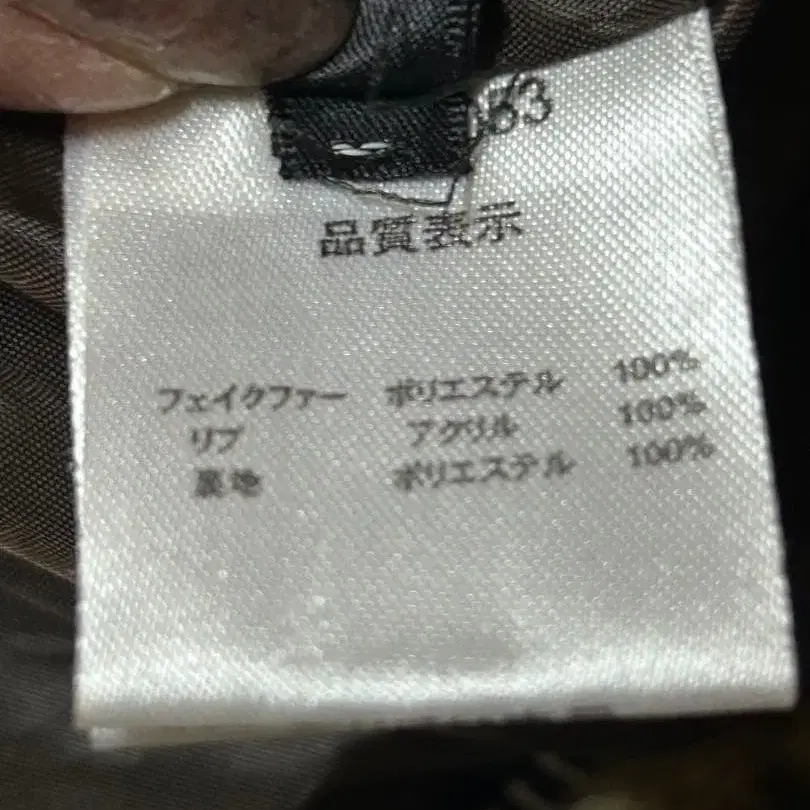 53
品質表示
フェイクファー ポリエステル 100%
リブ アクリル 100%
裏地 ポリエステル 100%